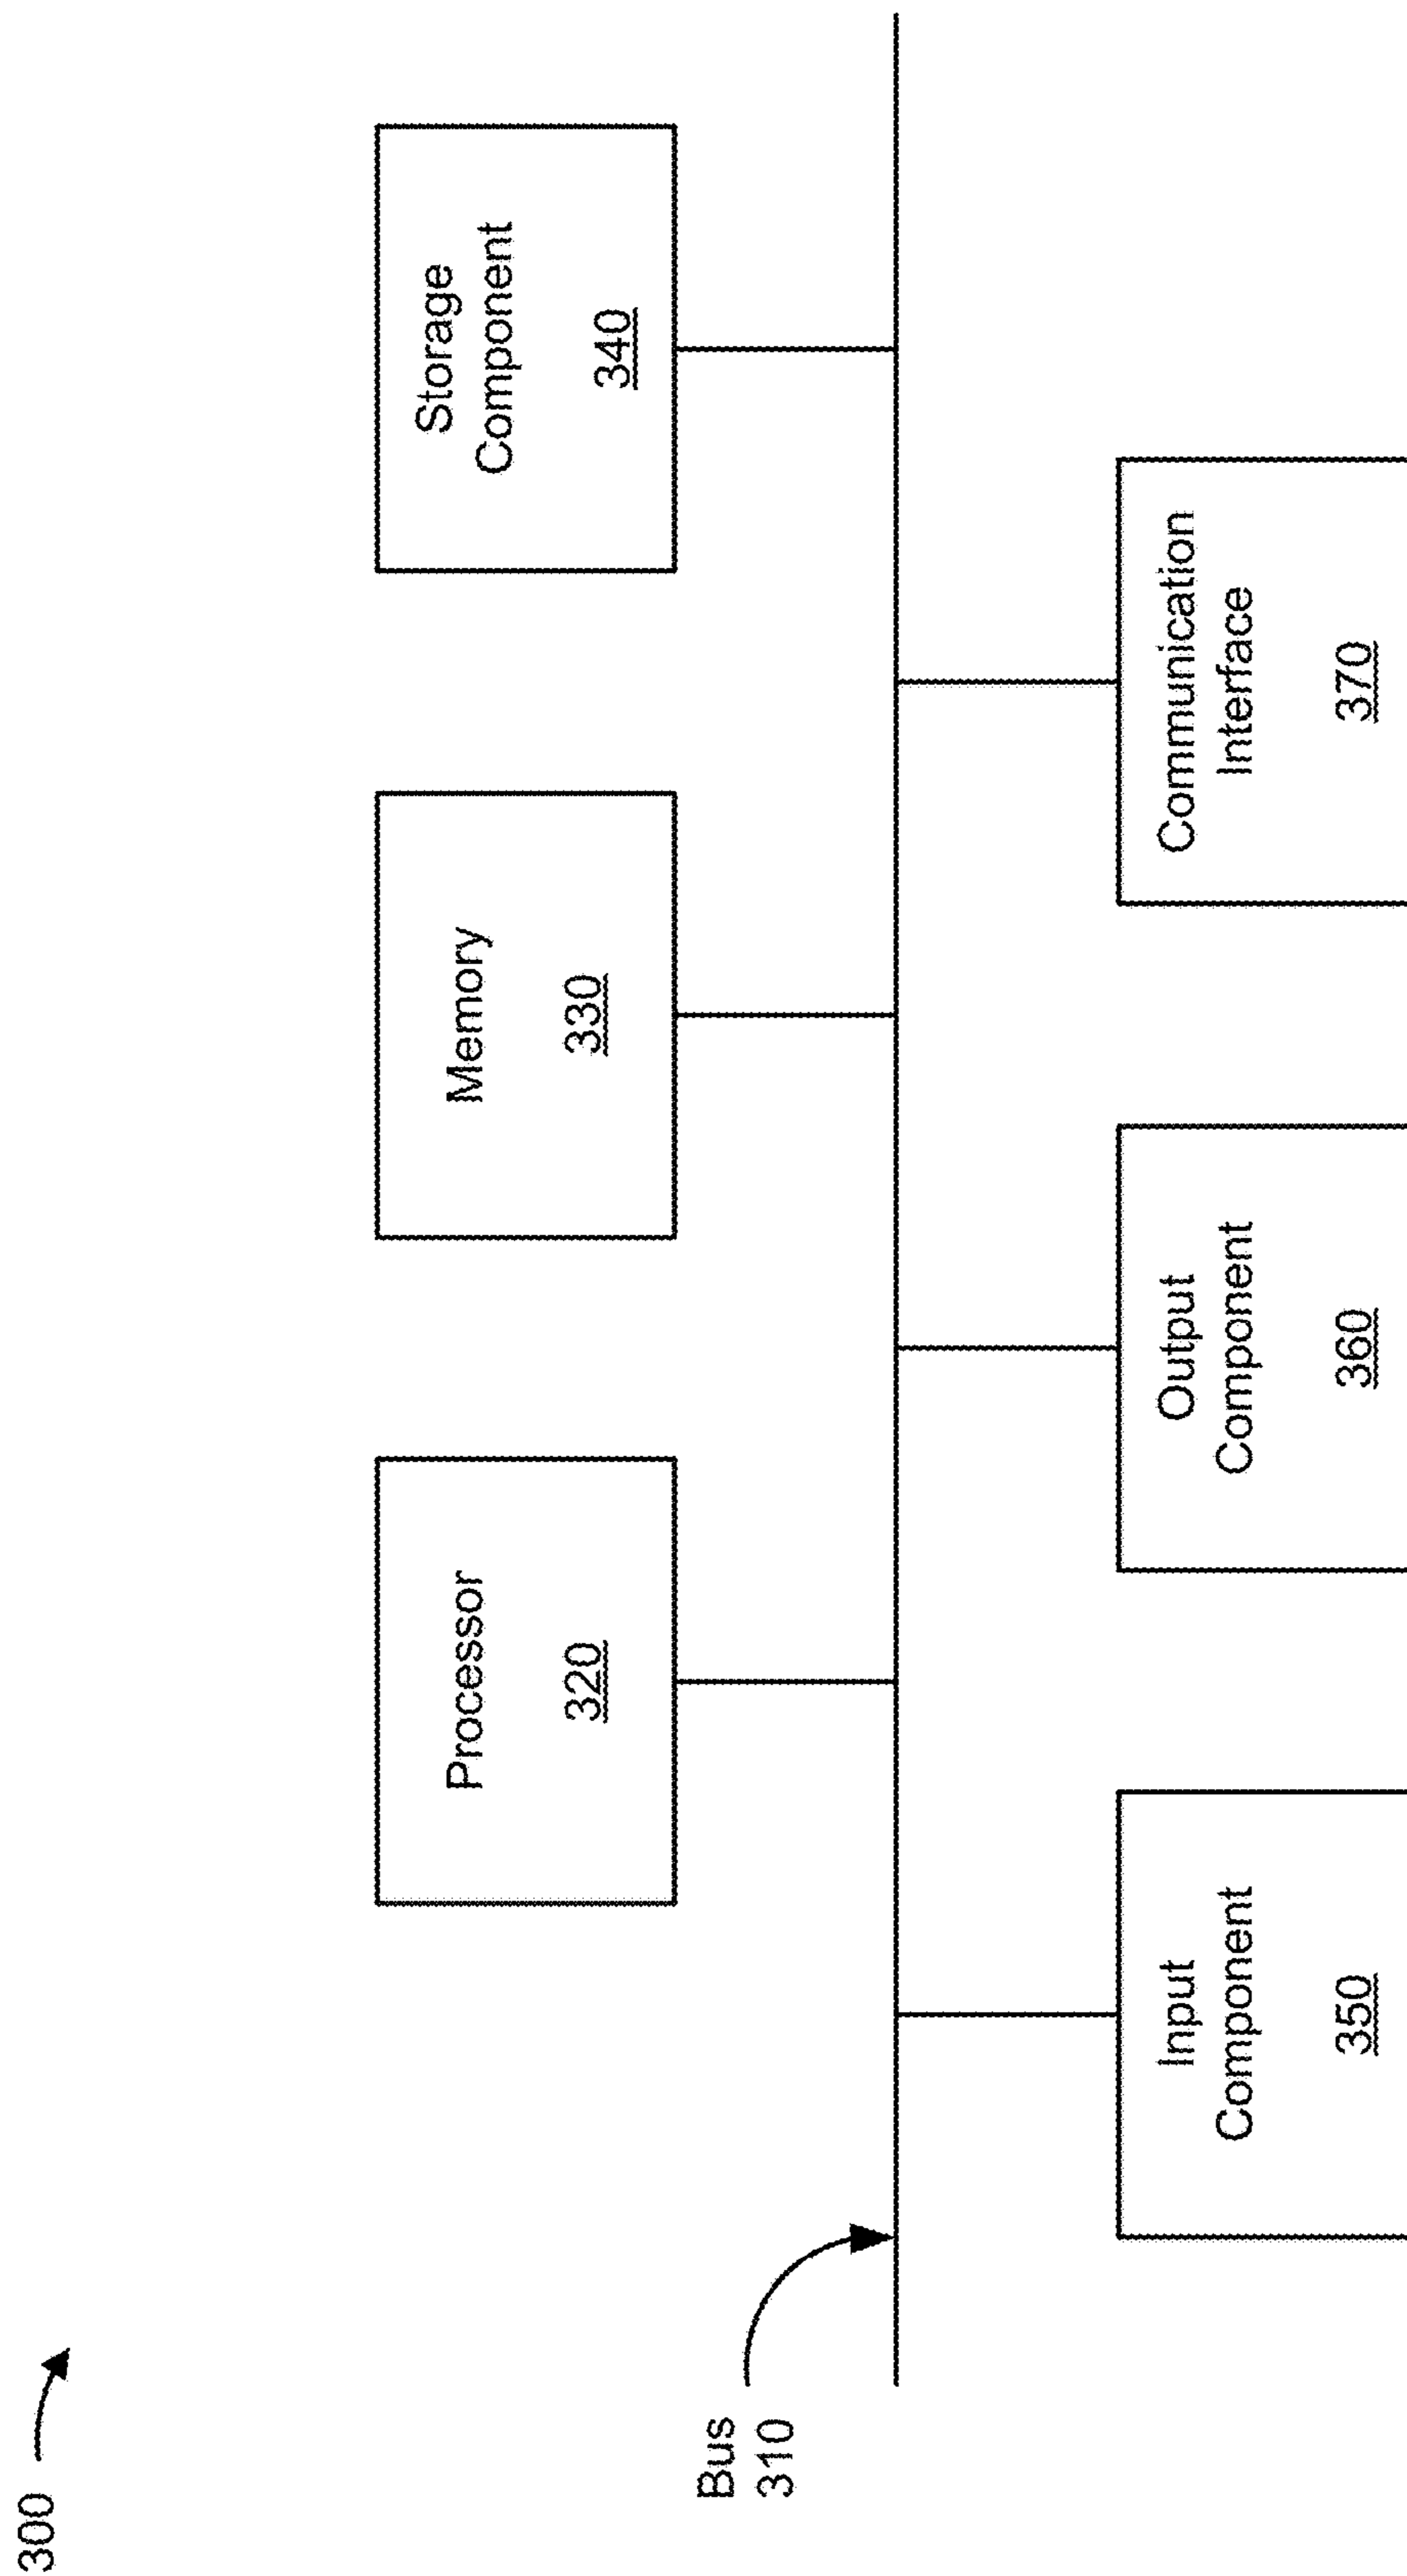 300
Processor
320
Memory
330
Storage
Component
340
Bus
310
Input
Component
350
Output
Component
360
Communication
Interface
370